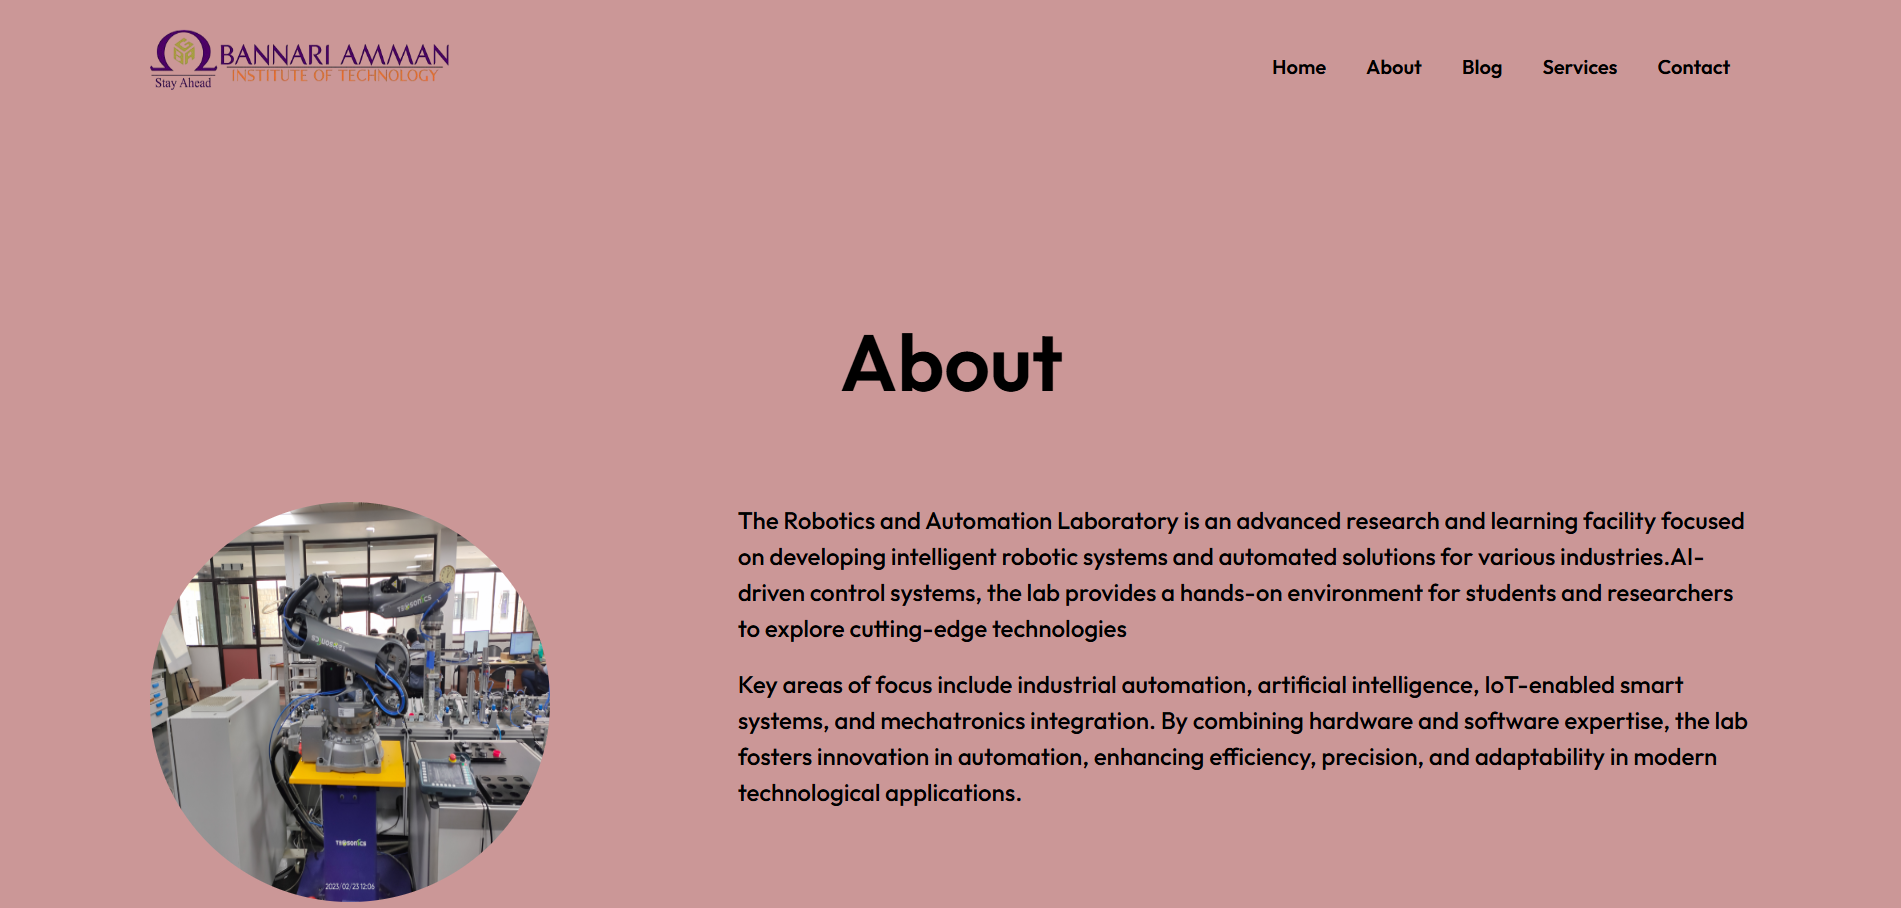 BANNARI AMMAN
INSTITUTE OF TECHNOLOGY
Stay Ahead
Home About Blog Services Contact
About
The Robotics and Automation Laboratory is an advanced research and learning facility focused
on developing intelligent robotic systems and automated solutions for various industries.AI-
driven control systems, the lab provides a hands-on environment for students and researchers
to explore cutting-edge technologies
Key areas of focus include industrial automation, artificial intelligence, IoT-enabled smart
systems, and mechatronics integration. By combining hardware and software expertise, the lab
fosters innovation in automation, enhancing efficiency, precision, and adaptability in modern
technological applications.
2023/02/23 12:06